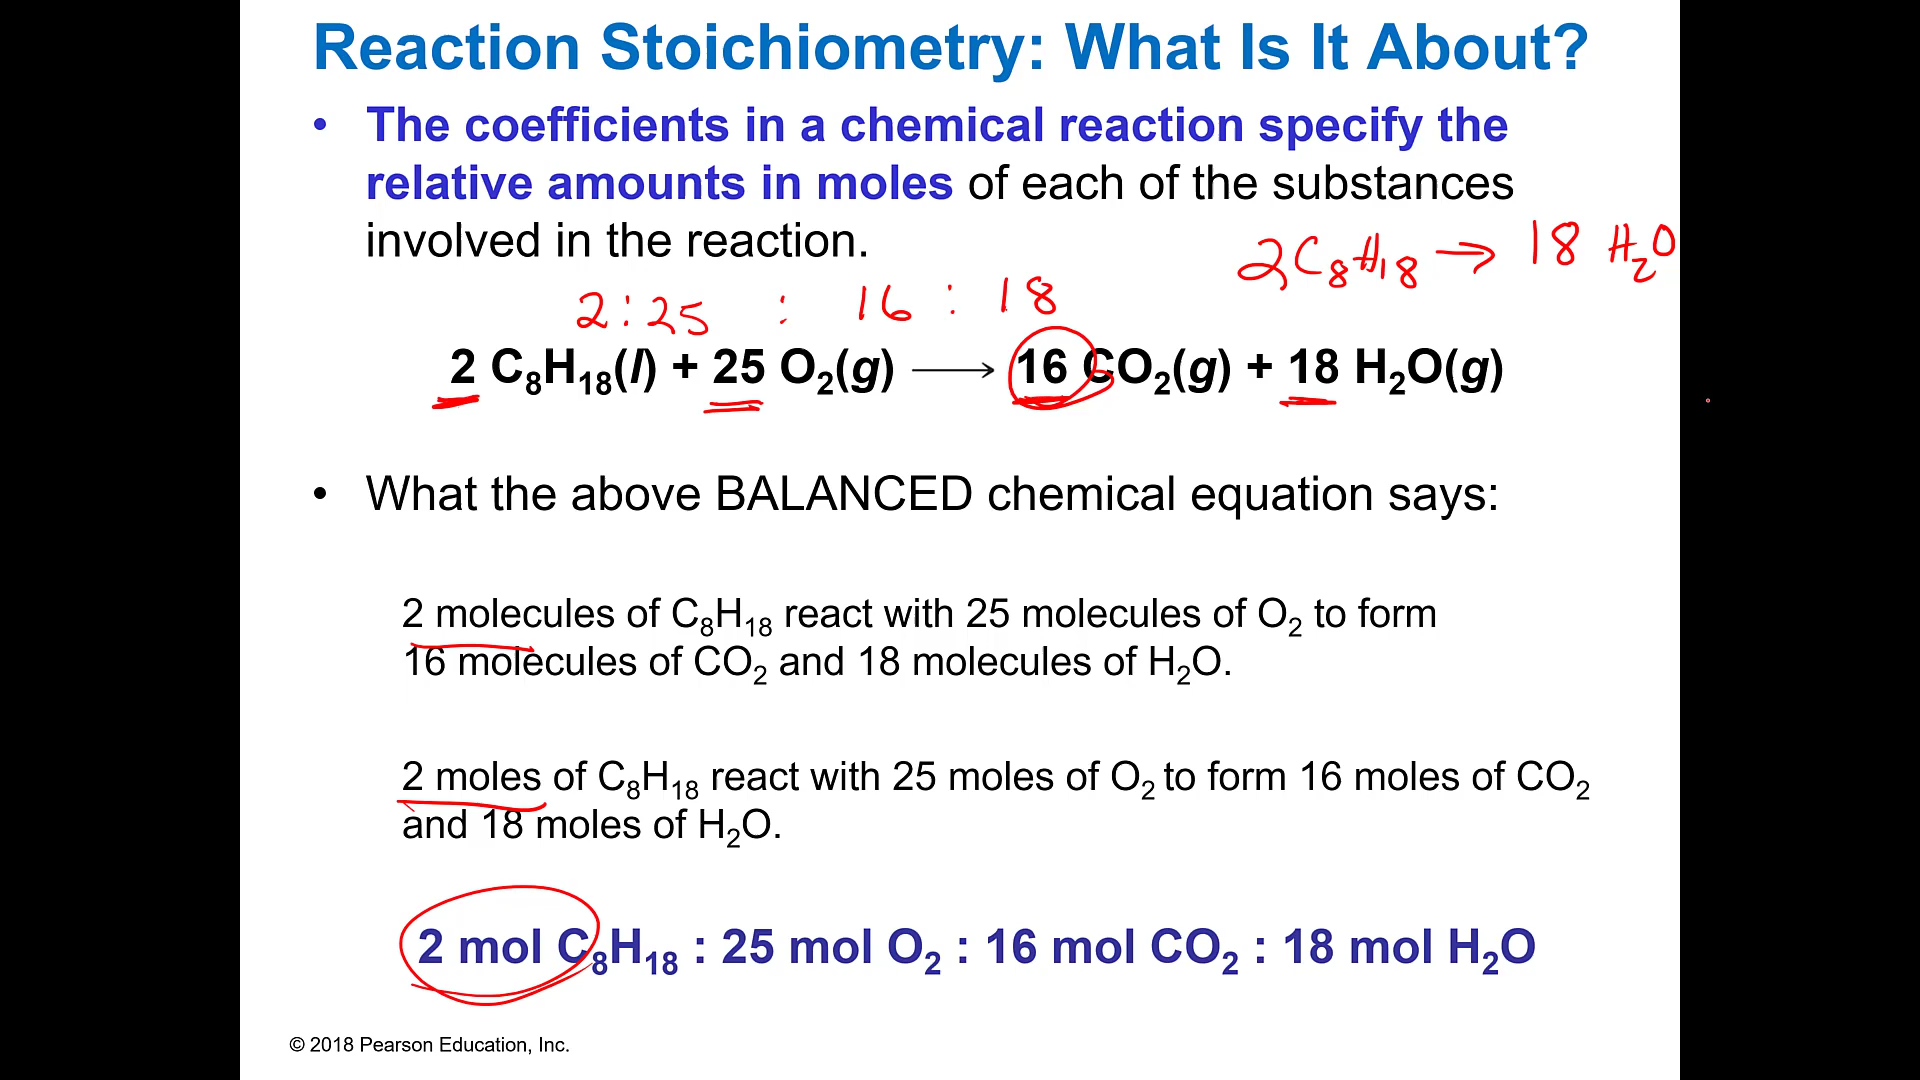 Reaction Stoichiometry: What Is It About?
• The coefficients in a chemical reaction specify the
relative amounts in moles of each of the substances
involved in the reaction.
2C₈H₁₈ → 18 H₂O
2:25 : 16 : 18
2 C₈H₁₈(l) + 25 O₂(g) → 16 CO₂(g) + 18 H₂O(g)
• What the above BALANCED chemical equation says:
2 molecules of C₈H₁₈ react with 25 molecules of O₂ to form
16 molecules of CO₂ and 18 molecules of H₂O.
2 moles of C₈H₁₈ react with 25 moles of O₂ to form 16 moles of CO₂
and 18 moles of H₂O.
2 mol C₈H₁₈ : 25 mol O₂ : 16 mol CO₂ : 18 mol H₂O
© 2018 Pearson Education, Inc.